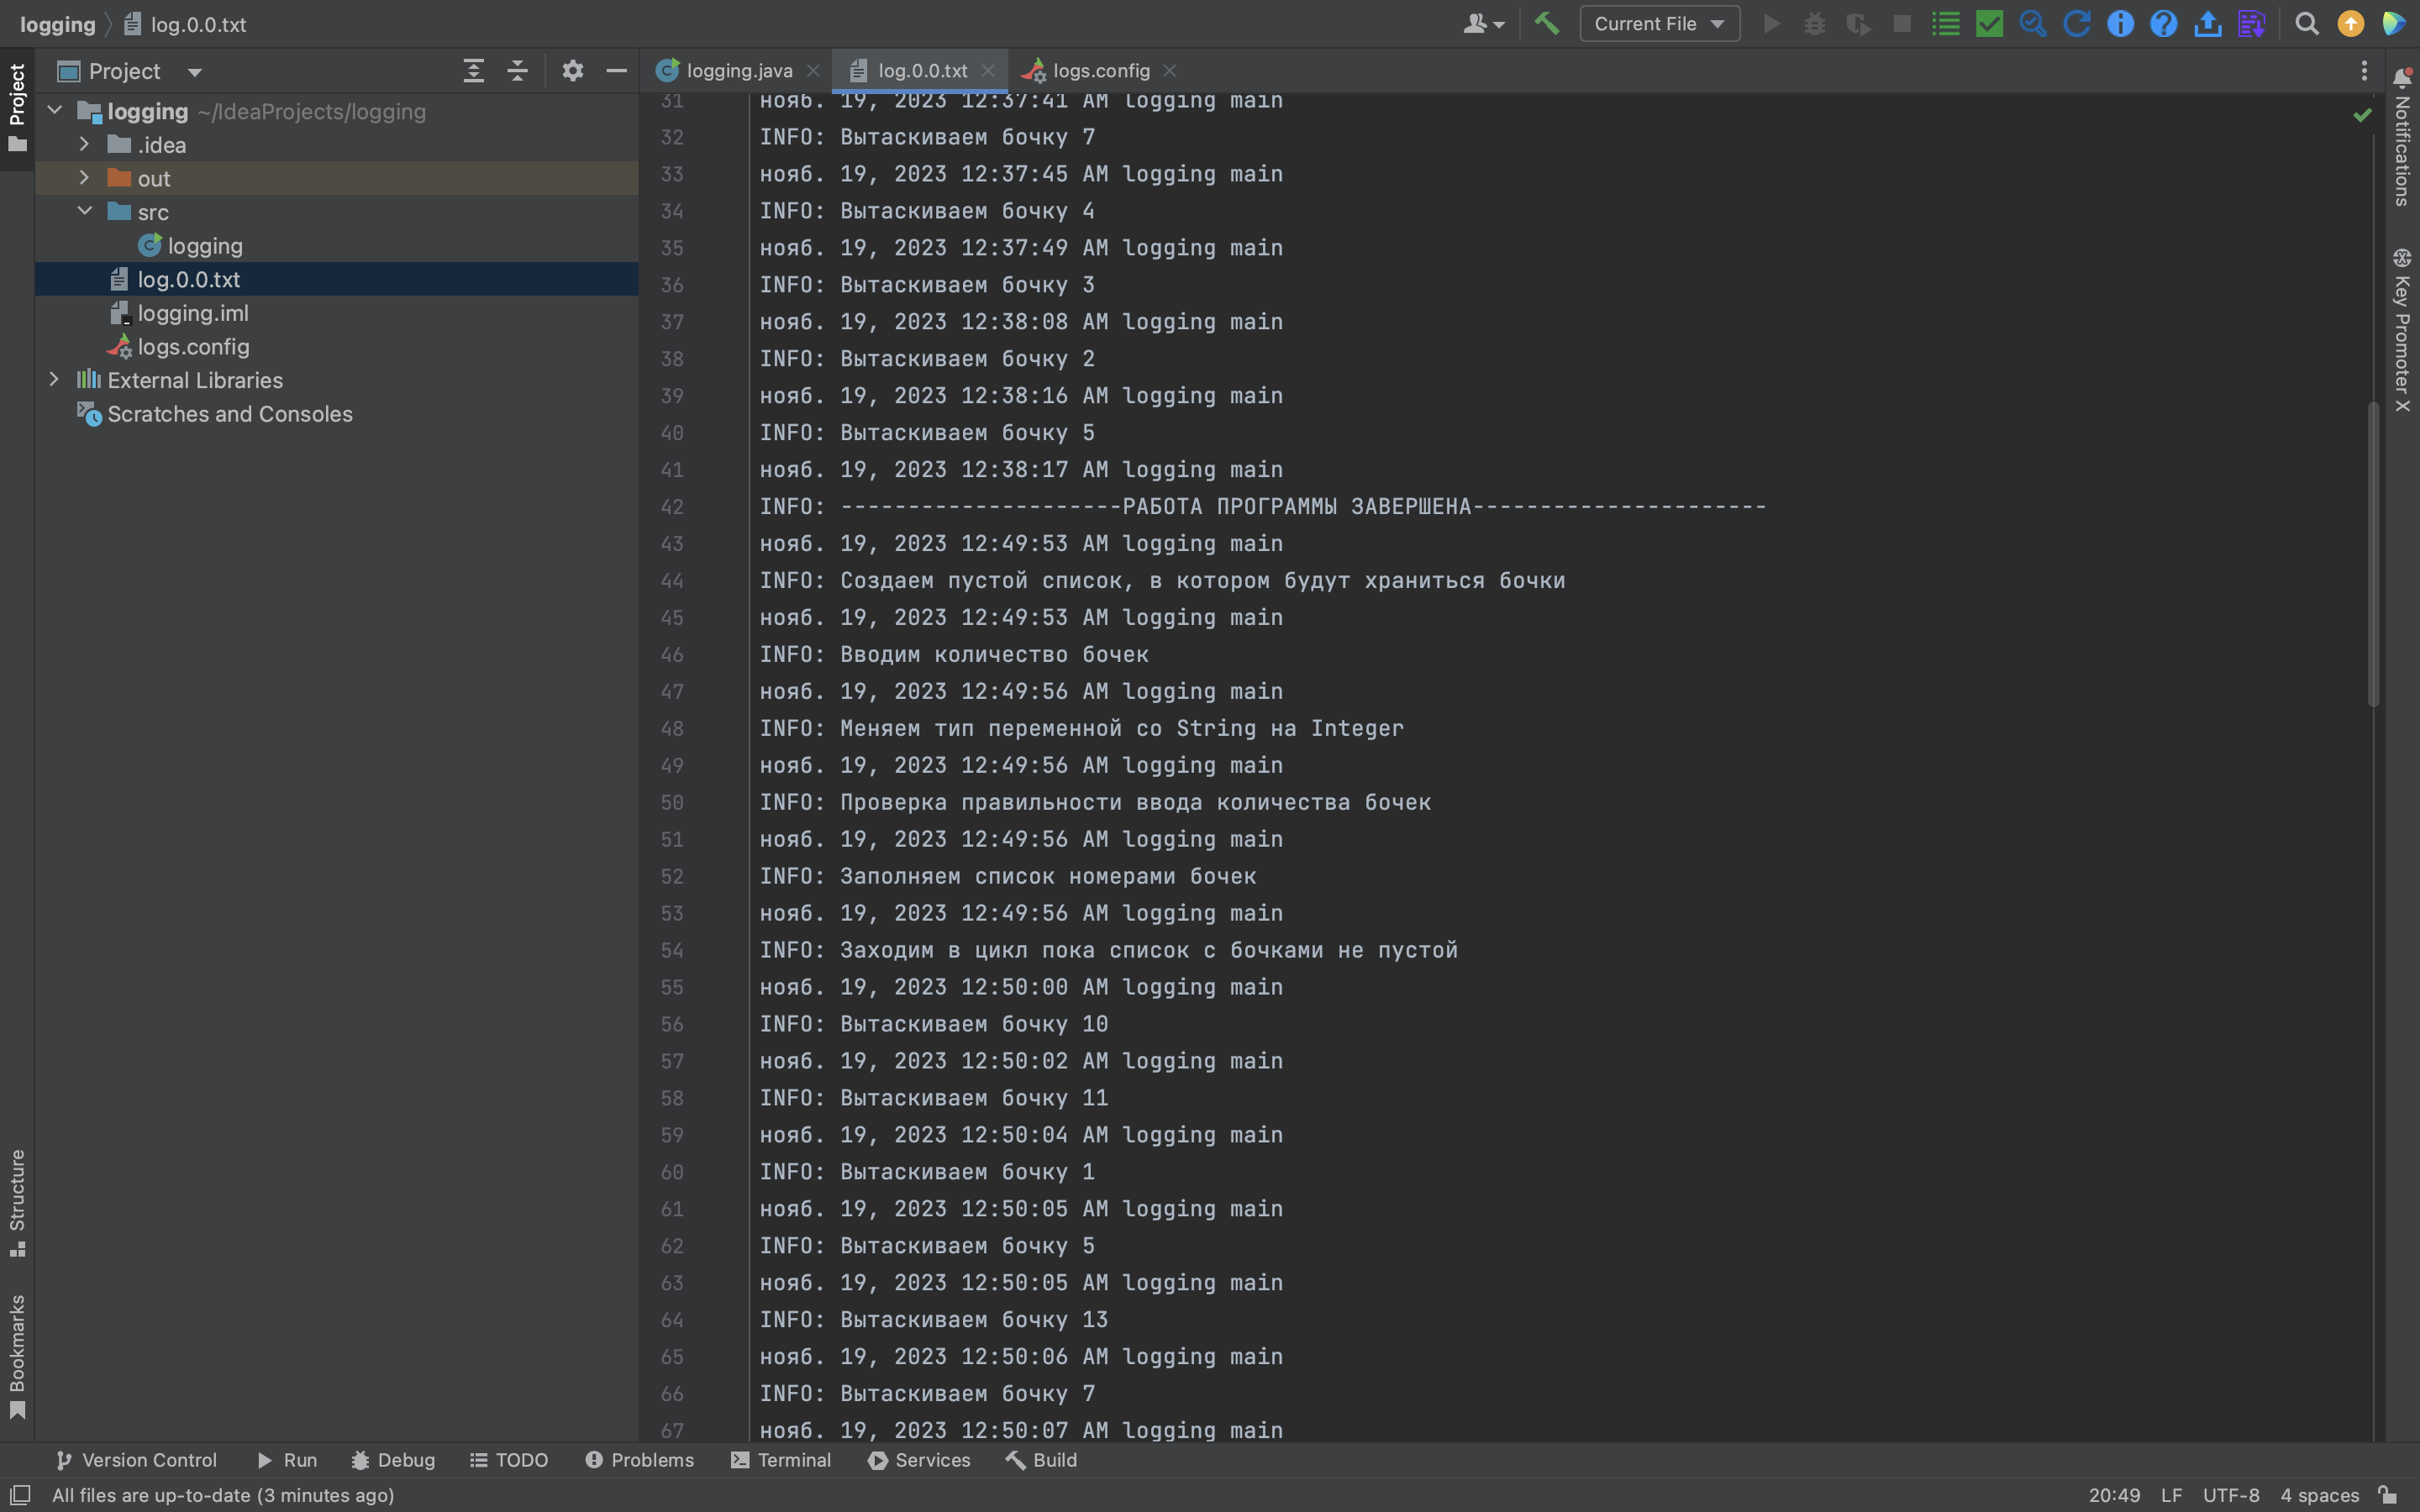 logging
log.0.0.txt
Current File
Project
Project
logging ~/IdeaProjects/logging
.idea
out
src
logging
log.0.0.txt
logging.iml
logs.config
External Libraries
Scratches and Consoles
Structure
Bookmarks
logging.java
log.0.0.txt
logs.config
31 нояб. 19, 2023 12:37:41 AM logging main
32 INFO: Вытаскиваем бочку 7
33 нояб. 19, 2023 12:37:45 AM logging main
34 INFO: Вытаскиваем бочку 4
35 нояб. 19, 2023 12:37:49 AM logging main
36 INFO: Вытаскиваем бочку 3
37 нояб. 19, 2023 12:38:08 AM logging main
38 INFO: Вытаскиваем бочку 2
39 нояб. 19, 2023 12:38:16 AM logging main
40 INFO: Вытаскиваем бочку 5
41 нояб. 19, 2023 12:38:17 AM logging main
42 INFO: ---------------------РАБОТА ПРОГРАММЫ ЗАВЕРШЕНА----------------------
43 нояб. 19, 2023 12:49:53 AM logging main
44 INFO: Создаем пустой список, в котором будут храниться бочки
45 нояб. 19, 2023 12:49:53 AM logging main
46 INFO: Вводим количество бочек
47 нояб. 19, 2023 12:49:56 AM logging main
48 INFO: Меняем тип переменной со String на Integer
49 нояб. 19, 2023 12:49:56 AM logging main
50 INFO: Проверка правильности ввода количества бочек
51 нояб. 19, 2023 12:49:56 AM logging main
52 INFO: Заполняем список номерами бочек
53 нояб. 19, 2023 12:49:56 AM logging main
54 INFO: Заходим в цикл пока список с бочками не пустой
55 нояб. 19, 2023 12:50:00 AM logging main
56 INFO: Вытаскиваем бочку 10
57 нояб. 19, 2023 12:50:02 AM logging main
58 INFO: Вытаскиваем бочку 11
59 нояб. 19, 2023 12:50:04 AM logging main
60 INFO: Вытаскиваем бочку 1
61 нояб. 19, 2023 12:50:05 AM logging main
62 INFO: Вытаскиваем бочку 5
63 нояб. 19, 2023 12:50:05 AM logging main
64 INFO: Вытаскиваем бочку 13
65 нояб. 19, 2023 12:50:06 AM logging main
66 INFO: Вытаскиваем бочку 7
67 нояб. 19, 2023 12:50:07 AM logging main
Notifications
Key Promoter X
Version Control
Run
Debug
TODO
Problems
Terminal
Services
Build
All files are up-to-date (3 minutes ago)
20:49 LF UTF-8 4 spaces